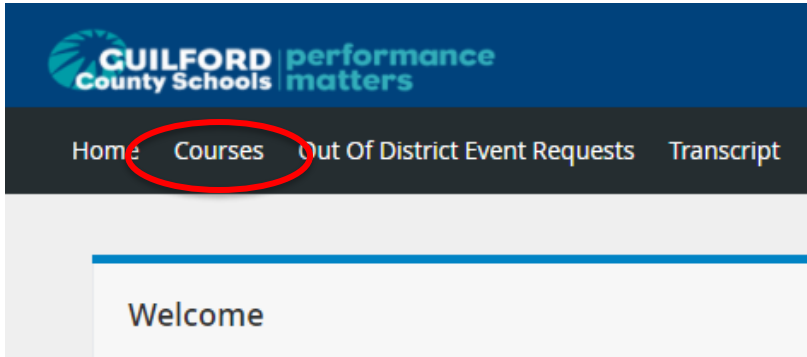 GUILFORD performance
County Schools matters
Home Courses Out Of District Event Requests Transcript
Welcome